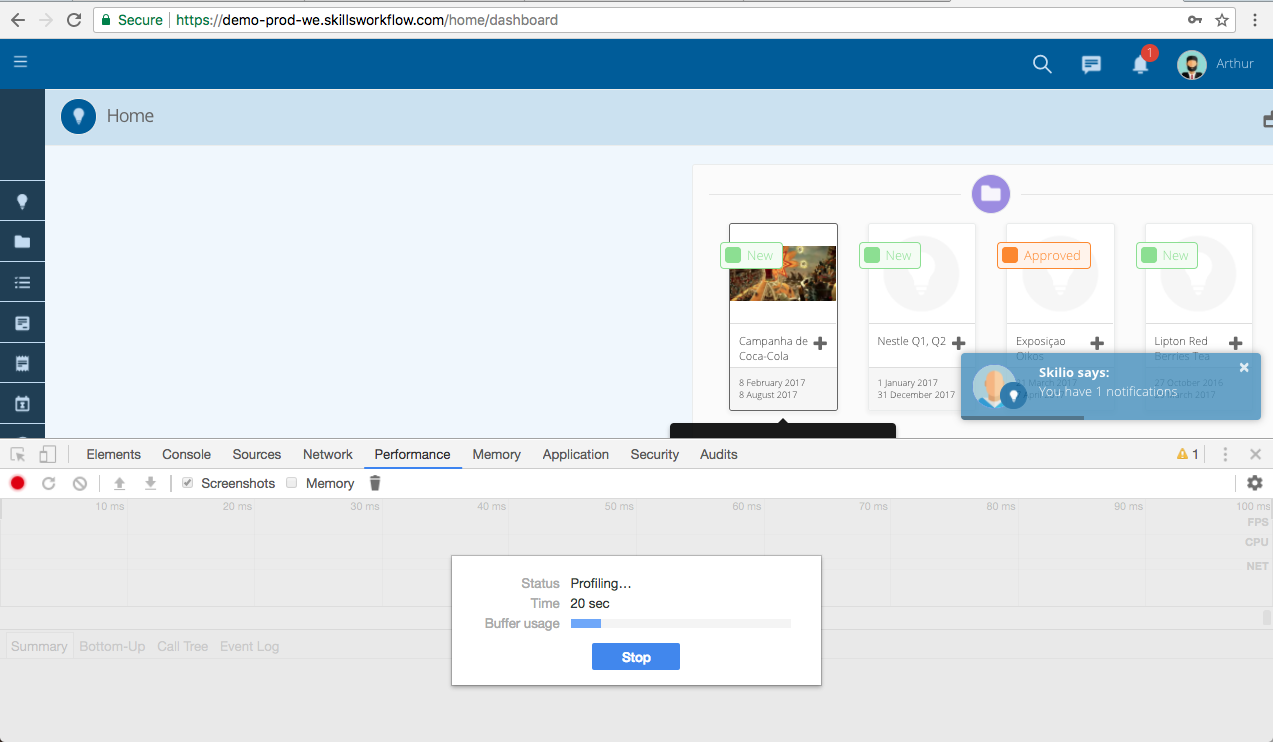 Secure
https://demo-prod-we.skillsworkflow.com/home/dashboard
1
Arthur
Home
New
New
Approved
New
Campanha de
Coca-Cola
Nestle Q1, Q2
Exposiçao
Oikos
Lipton Red
Berries Tea
8 February 2017
8 August 2017
1 January 2017
31 December 2017
March 2017
27 October 2016
March 2017
Skilio says:
You have 1 notifications
Elements Console Sources Network Performance Memory Application Security Audits 1
Screenshots Memory
10 ms 20 ms 30 ms 40 ms 50 ms 60 ms 70 ms 80 ms 90 ms 100 ms
FPS
CPU
NET
Status Profiling…
Time 20 sec
Buffer usage
Stop
Summary Bottom-Up Call Tree Event Log